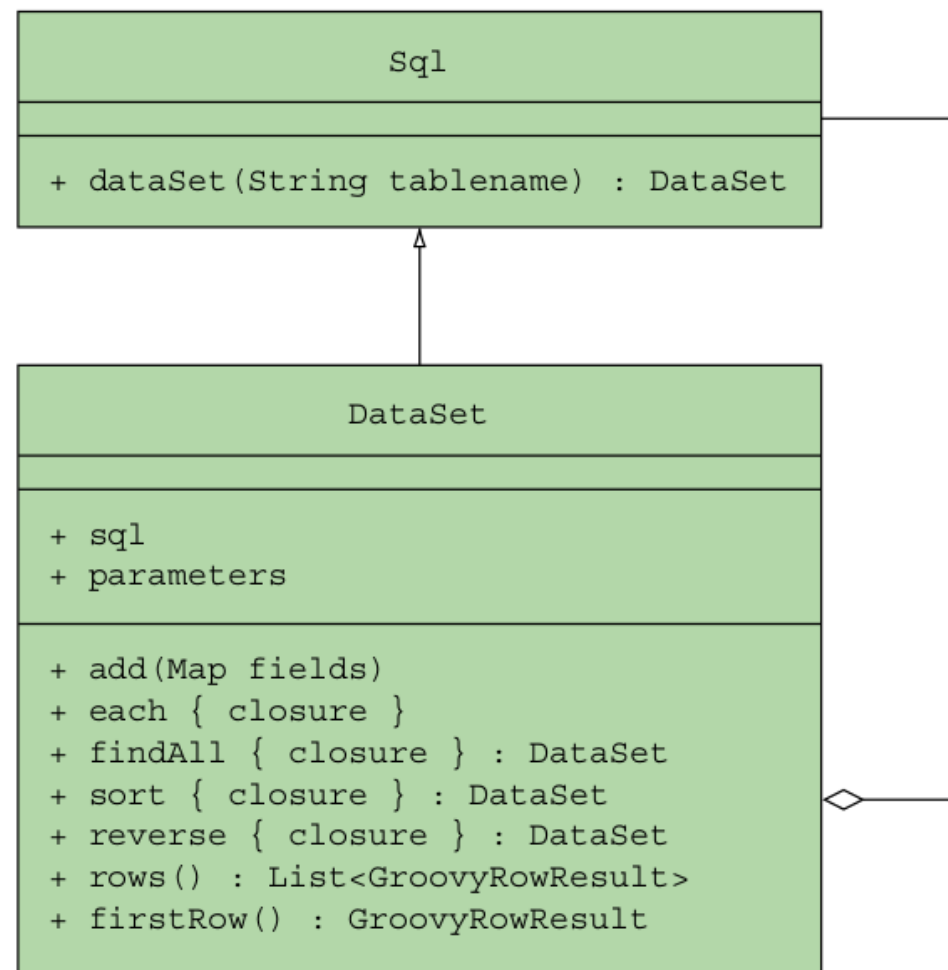 Sql
+ dataSet(String tablename) : DataSet
DataSet
+ sql
+ parameters
+ add(Map fields)
+ each { closure }
+ findAll { closure } : DataSet
+ sort { closure } : DataSet
+ reverse { closure } : DataSet
+ rows() : List<GroovyRowResult>
+ firstRow() : GroovyRowResult